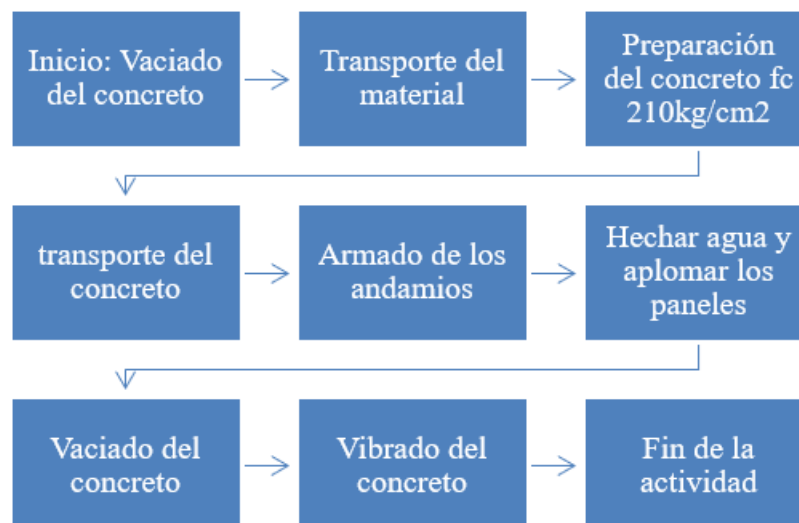 Inicio: Vaciado
del concreto
Transporte del
material
Preparación
del concreto fc
210kg/cm2
transporte del
concreto
Armado de los
andamios
Hechar agua y
aplomar los
paneles
Vaciado del
concreto
Vibrado del
concreto
Fin de la
actividad